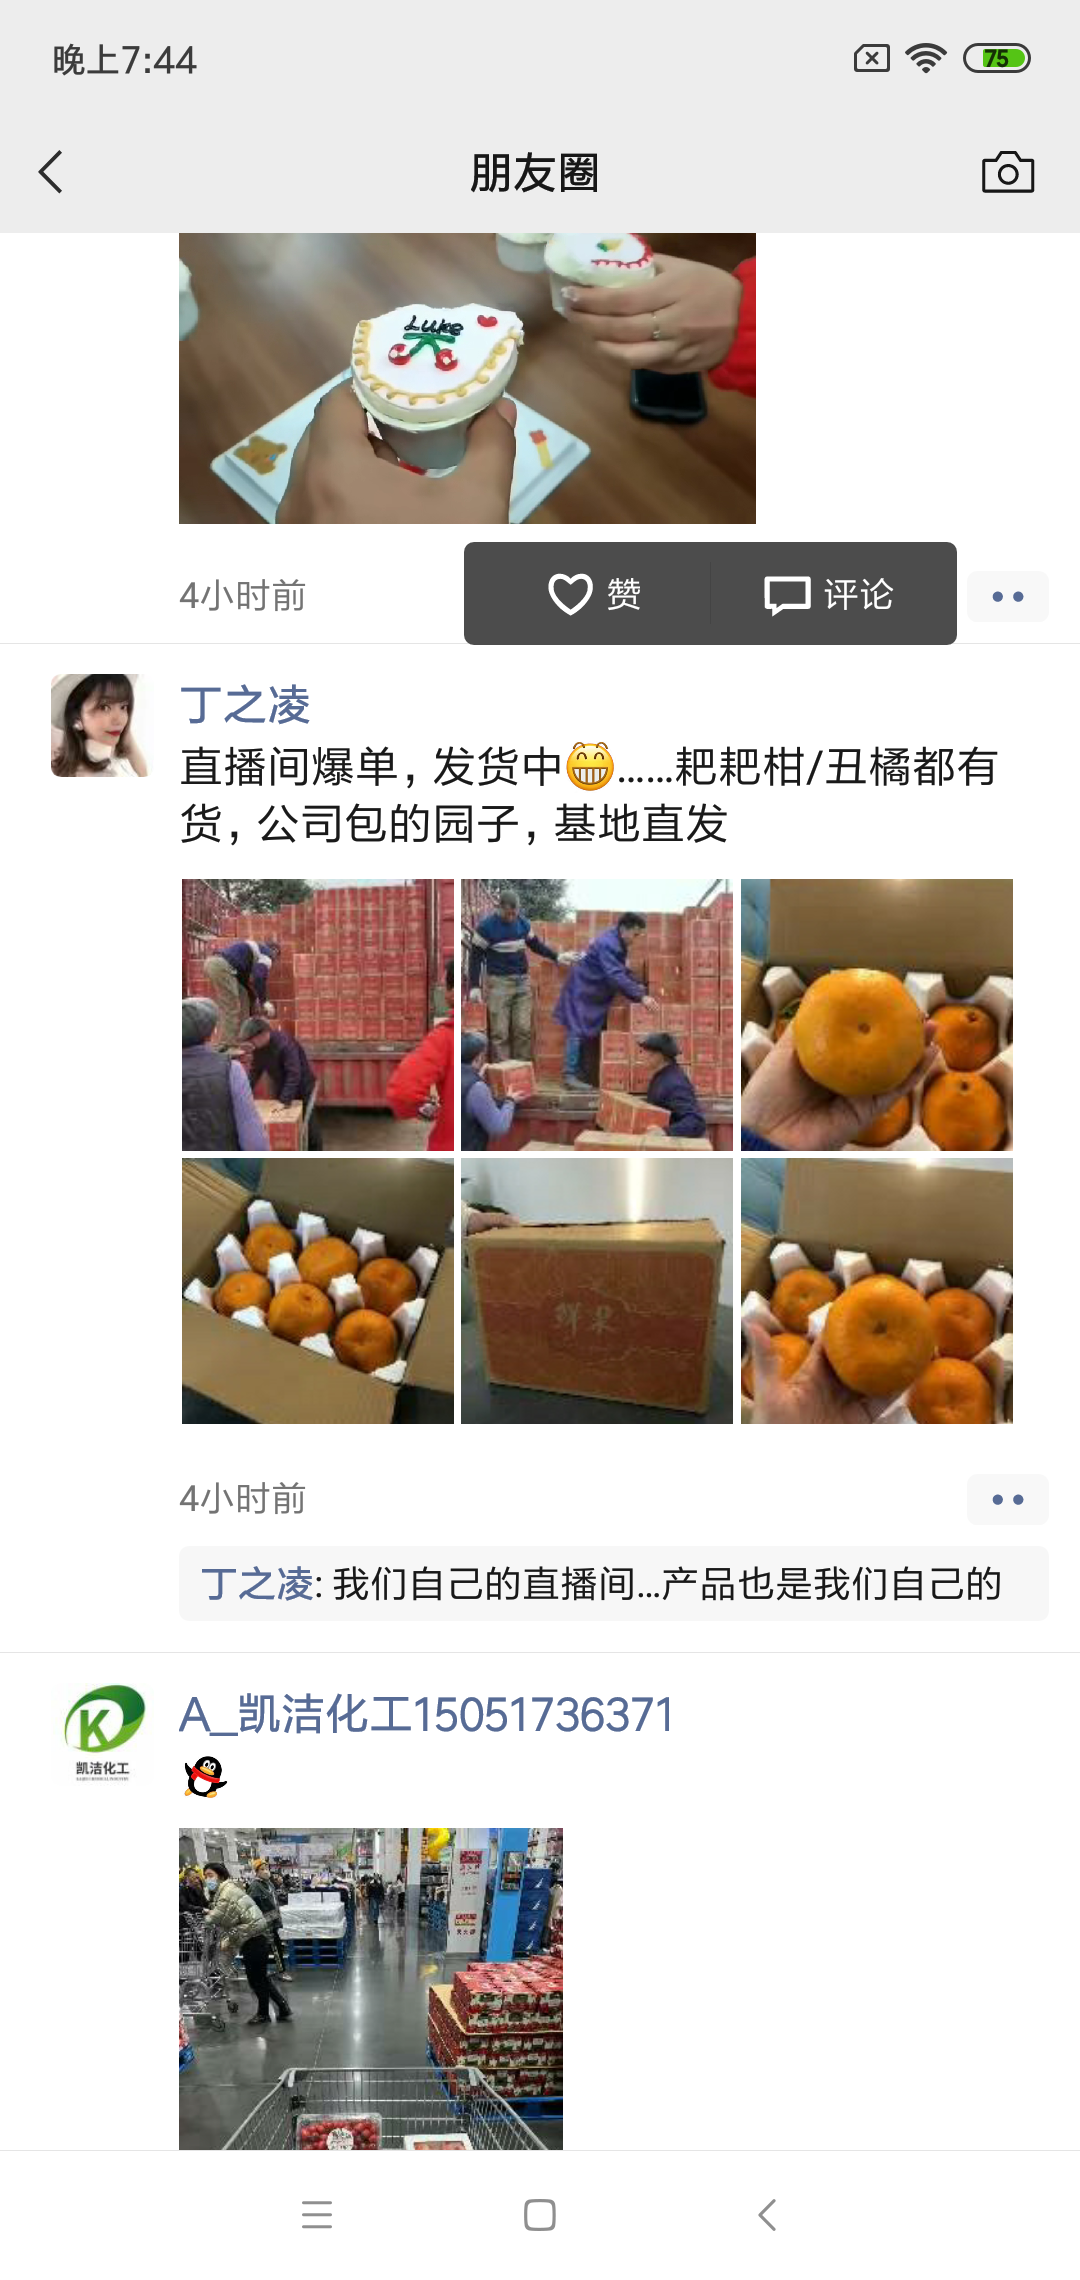 晚上7:44
75
朋友圈
Luke
4小时前
赞
评论
丁之凌
直播间爆单，发货中😁……耙耙柑/丑橘都有
货，公司包的园子，基地直发
鲜果
4小时前
丁之凌: 我们自己的直播间...产品也是我们自己的
A_凯洁化工15051736371
K
凯洁化工